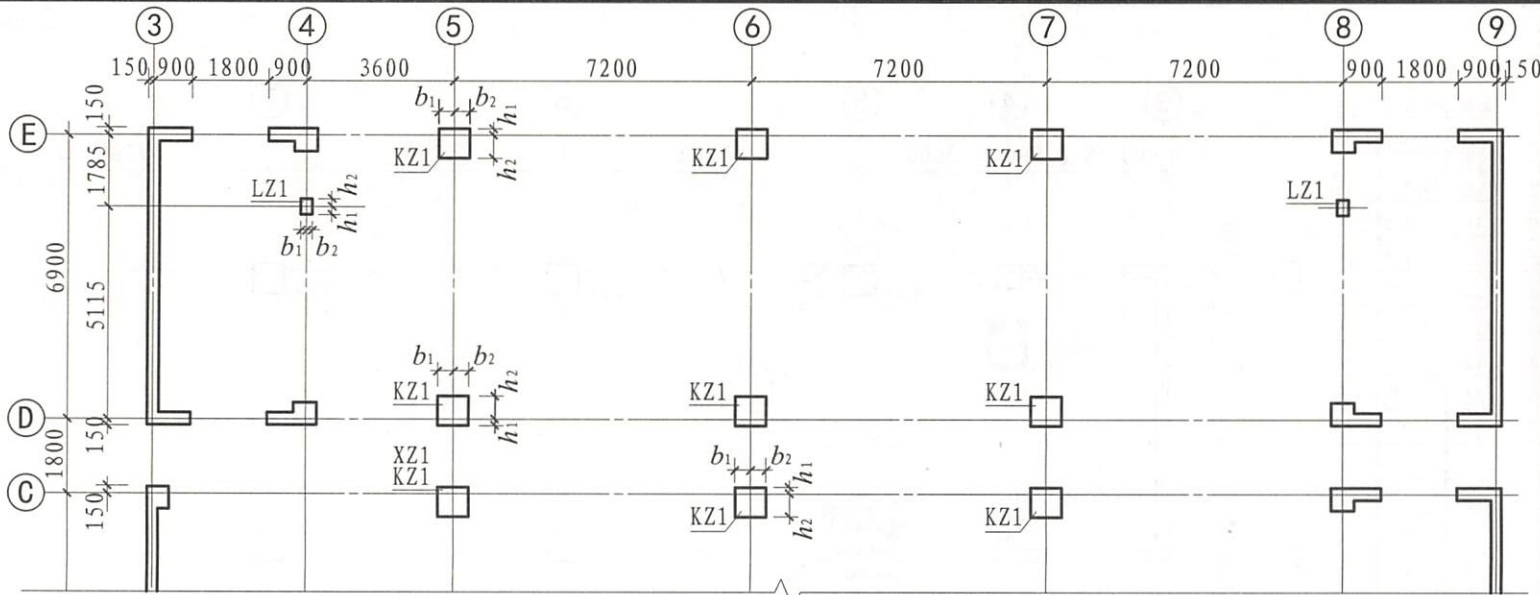 3 4 5 6 7 8 9
150 900 1800 900 3600 7200 7200 7200 900 1800 900 150
150
E
b1 b2 h1
KZ1 h2 KZ1 KZ1
1785
LZ1 h2 LZ1
h1
b1 b2
6900
5115
b1 b2
KZ1 h2 KZ1 KZ1
D
h1
150
1800
XZ1
KZ1
b1 b2 h1
C
150
KZ1 h2 KZ1